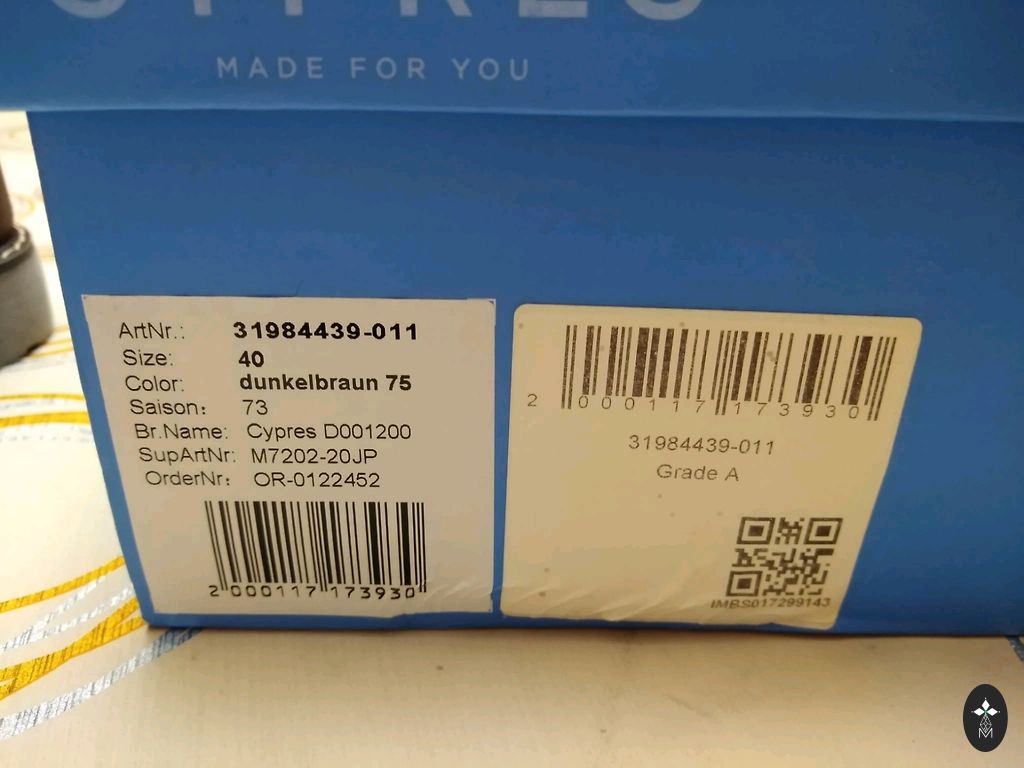 CYPRES
MADE FOR YOU
ArtNr.: 31984439-011
Size: 40
Color: dunkelbraun 75
Saison: 73
Br.Name: Cypres D001200
SupArtNr: M7202-20JP
OrderNr: OR-0122452
2 000117 173930
2 000117 173930
31984439-011
Grade A
IMBS017299143
M